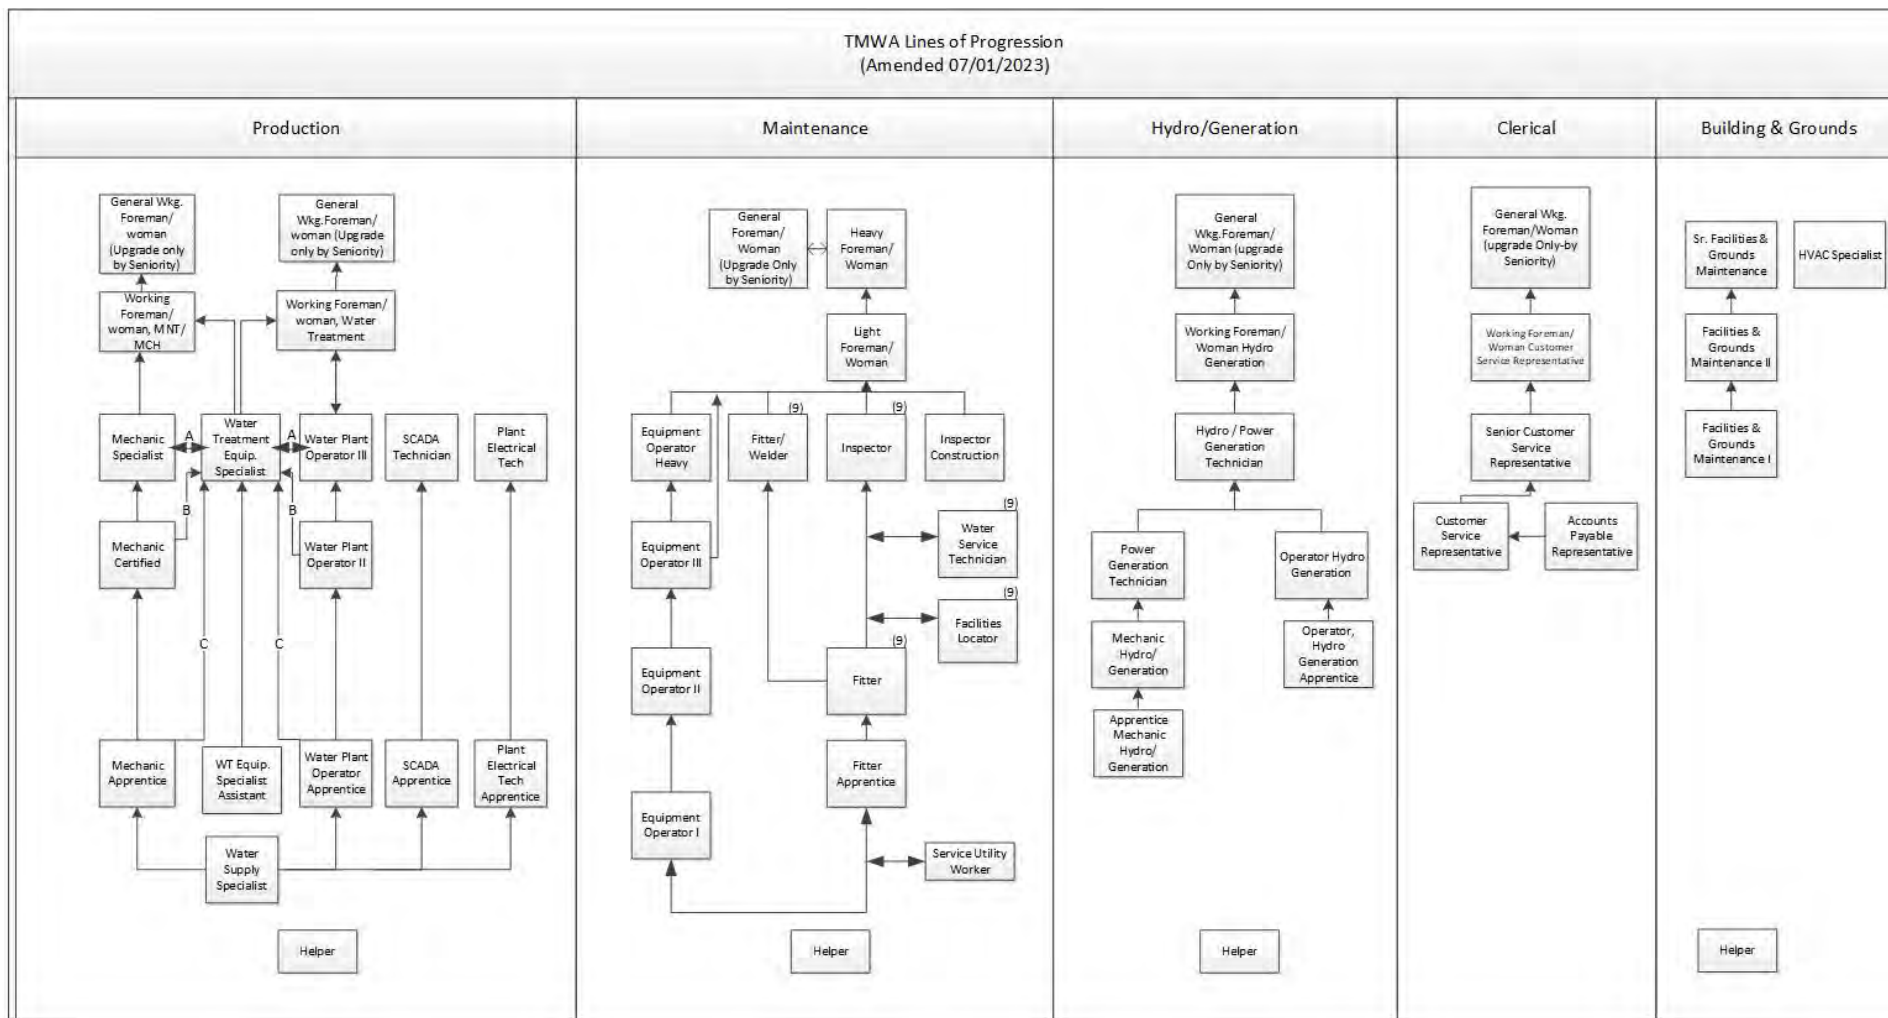 TMWA Lines of Progression
(Amended 07/01/2023)
Production
Maintenance
Hydro/Generation
Clerical
Building & Grounds
General Wkg.
Foreman/
woman
(Upgrade only
by Seniority)
General
Wkg.Foreman/
woman (Upgrade
only by Seniority)
Working
Foreman/
woman, MNT/
MCH
Working Foreman/
woman, Water
Treatment
Mechanic
Specialist
A
Water
Treatment
Equip.
Specialist
A
Water Plant
Operator III
SCADA
Technician
Plant
Electrical
Tech
B
B
Mechanic
Certified
Water Plant
Operator II
C
C
Mechanic
Apprentice
WT Equip.
Specialist
Assistant
Water Plant
Operator
Apprentice
SCADA
Apprentice
Plant
Electrical
Tech
Apprentice
Water
Supply
Specialist
Helper
General
Foreman/
Woman
(Upgrade Only
by Seniority)
Heavy
Foreman/
Woman
Light
Foreman/
Woman
Equipment
Operator
Heavy
(9)
Fitter/
Welder
(9)
Inspector
Inspector
Construction
Equipment
Operator III
(9)
Water
Service
Technician
(9)
Facilities
Locator
Equipment
Operator II
(9)
Fitter
Fitter
Apprentice
Equipment
Operator I
Service Utility
Worker
Helper
General
Wkg.Foreman/
Woman (upgrade
Only by Seniority)
Working Foreman/
Woman Hydro
Generation
Hydro / Power
Generation
Technician
Power
Generation
Technician
Operator Hydro
Generation
Mechanic
Hydro/
Generation
Operator,
Hydro
Generation
Apprentice
Apprentice
Mechanic
Hydro/
Generation
Helper
General Wkg.
Foreman/Woman
(upgrade Only-by
Seniority)
Working Foreman/
Woman Customer
Service Representative
Senior Customer
Service
Representative
Customer
Service
Representative
Accounts
Payable
Representative
Sr. Facilities &
Grounds
Maintenance
HVAC Specialist
Facilities &
Grounds
Maintenance II
Facilities &
Grounds
Maintenance I
Helper